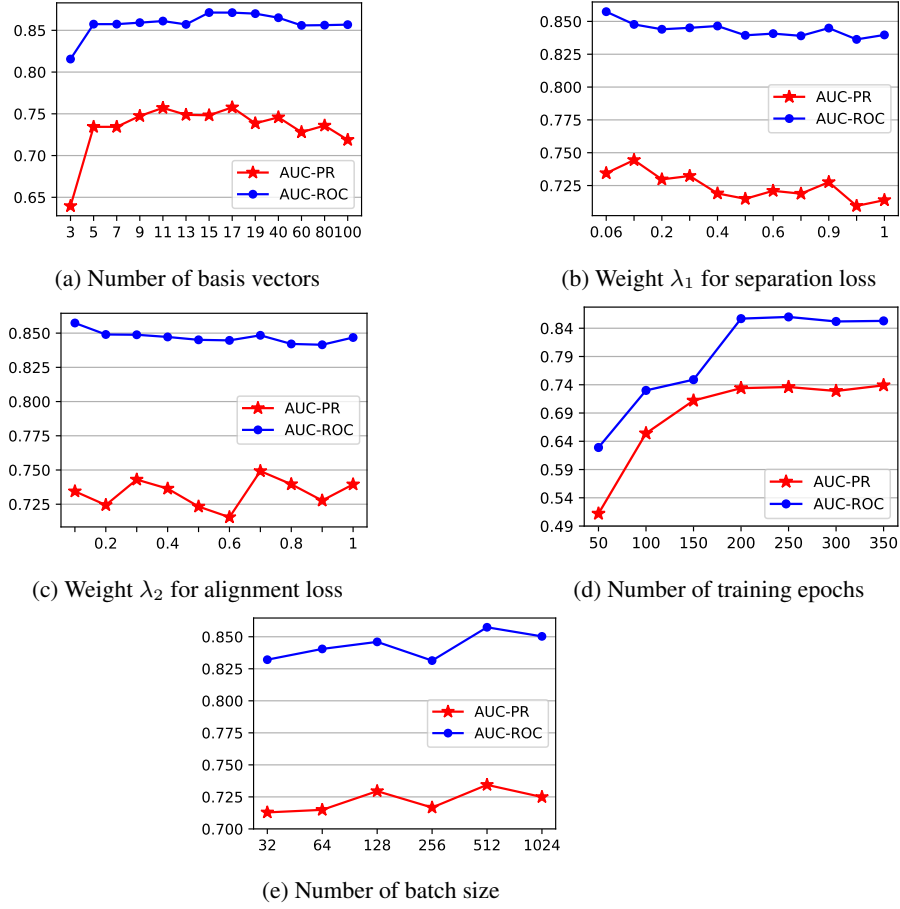 0.85
0.80
0.75
0.70
0.65
AUC-PR
AUC-ROC
3 5 7 9 11 13 15 17 19 40 60 80 100
(a) Number of basis vectors
0.850
0.825
0.800
0.775
0.750
0.725
AUC-PR
AUC-ROC
0.06 0.2 0.4 0.6 0.9 1
(b) Weight λ1 for separation loss
0.850
0.825
0.800
0.775
0.750
0.725
AUC-PR
AUC-ROC
0.2 0.4 0.6 0.8 1
(c) Weight λ2 for alignment loss
0.84
0.79
0.74
0.69
0.64
0.59
0.54
0.49
AUC-PR
AUC-ROC
50 100 150 200 250 300 350
(d) Number of training epochs
0.850
0.825
0.800
0.775
0.750
0.725
0.700
AUC-PR
AUC-ROC
32 64 128 256 512 1024
(e) Number of batch size